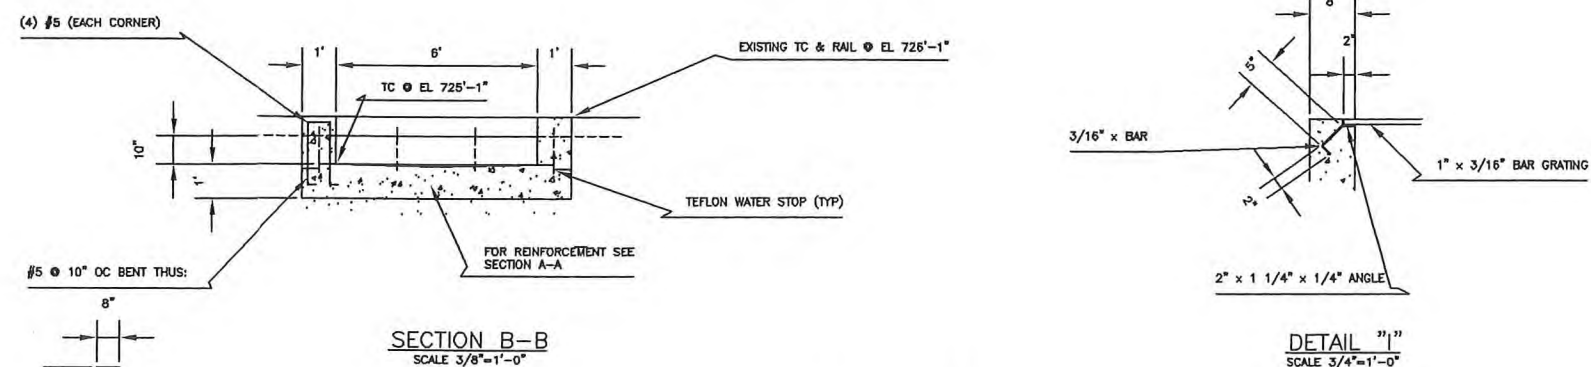 (4) #5 (EACH CORNER)
1'
6'
1'
EXISTING TC & RAIL @ EL 726'-1"
TC @ EL 725'-1"
10"
1'
TEFLON WATER STOP (TYP)
FOR REINFORCEMENT SEE
SECTION A-A
#5 @ 10" OC BENT THUS:
8"
SECTION B-B
SCALE 3/8"=1'-0"
2"
5"
3/16" x BAR
1" x 3/16" BAR GRATING
2"
2" x 1 1/4" x 1/4" ANGLE
DETAIL "I"
SCALE 3/4"=1'-0"